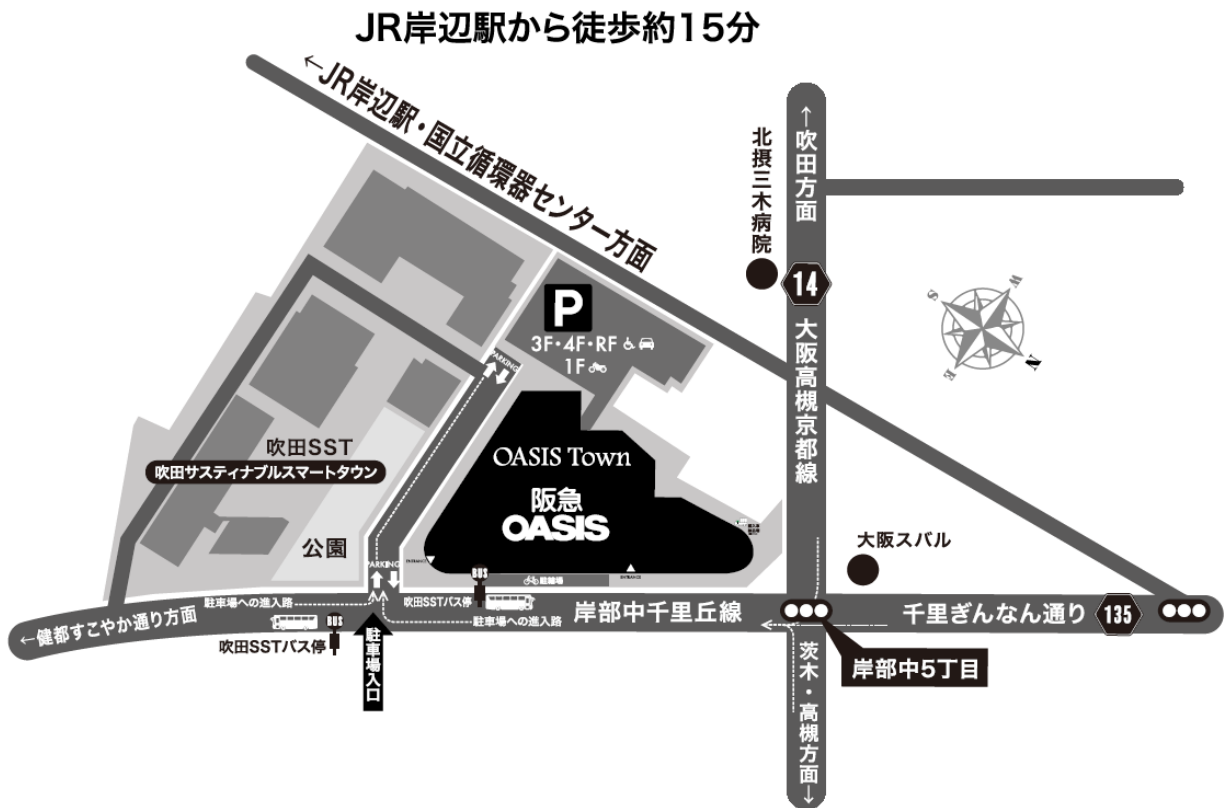 JR岸辺駅から徒歩約15分
←JR岸辺駅・国立循環器センター方面
↑吹田方面
北摂三木病院
14
大阪高槻京都線
W
S
N
E
P
3F・4F・RF
1F
PARKING
OASIS Town
阪急
OASIS
吹田SST
吹田サスティナブルスマートタウン
公園
大阪スバル
ENTRANCE
PARKING
BUS
駐輪場
ENTRANCE
駐車場への進入路
吹田SSTバス停
岸部中千里丘線
千里ぎんなん通り
135
←健都すこやか通り方面
BUS
吹田SSTバス停
駐車場への進入路
駐車場入口
岸部中5丁目
茨木・高槻方面→